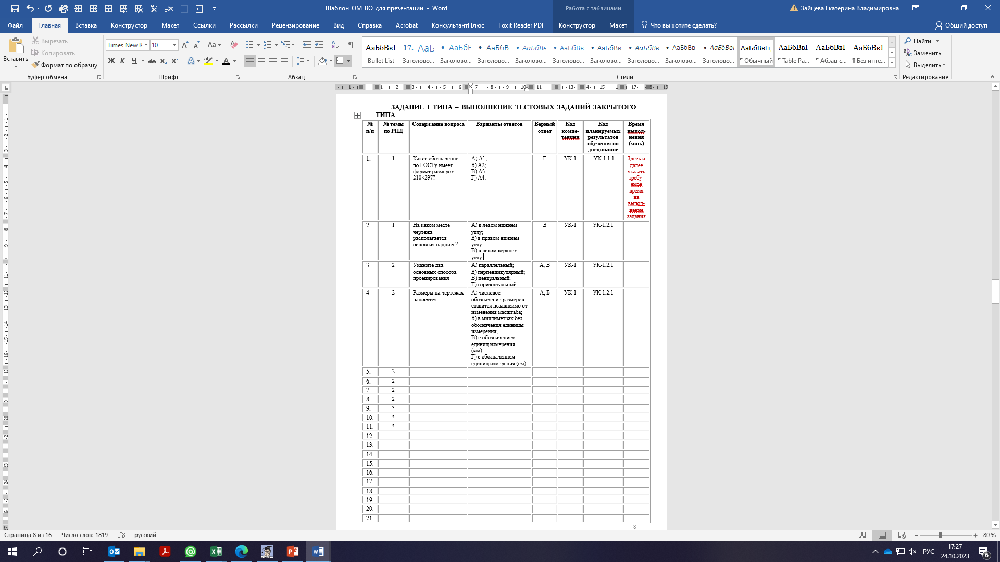 Шаблон_ОМ_ВО_для презентации - Word
Работа с таблицами
Зайцева Екатерина Владимировна
Файл Главная Вставка Конструктор Макет Ссылки Рассылки Рецензирование Вид Справка Acrobat КонсультантПлюс Foxit Reader PDF Конструктор Макет Что вы хотите сделать? Общий доступ
Вставить
Вырезать
Копировать
Формат по образцу
Буфер обмена
Times New R 10
Aa
Ж К Ч abc x₂ x²
Шрифт
Абзац
АаБбВвГ 17. АаБ АаБбВ АаБбВ АаБбВв АаБбВв АаБбВв АаБбВв АаБбВвІ АаБбВвІ АаБбВвГг, АаБбВвГ АаБбВвГ АаБбВвГ
Bullet List Заголово... Заголово... Заголово... Заголово... Заголово... Заголово... Заголово... Заголово... Заголово... ¶ Обычный ¶ Table Pa... ¶ Абзац с... ¶ Без инте...
Стили
Найти
Заменить
Выделить
Редактирование
ЗАДАНИЕ 1 ТИПА – ВЫПОЛНЕНИЕ ТЕСТОВЫХ ЗАДАНИЙ ЗАКРЫТОГО
ТИПА
№
п/п
№ темы
по РПД
Содержание вопроса
Варианты ответов
Верный
ответ
Код
компе-
тенции
Код
планируемых
результатов
обучения по
дисциплине
Время
выпол-
нения
(мин.)
1.
1
Какое обозначение
по ГОСТу имеет
формат размером
210×297?
А) А1;
Б) А2;
В) А3;
Г) А4.
Г
УК-1
УК-1.1.1
Здесь и
далее
указать
требу-
емое
время
на
выпол-
нение
задания
2.
1
На каком месте
чертежа
располагается
основная надпись?
А) в левом нижнем
углу;
Б) в правом нижнем
углу;
В) в левом верхнем
углу;
Б
УК-1
УК-1.2.1
3.
2
Укажите два
основных способа
проецирования
А) параллельный;
Б) перпендикулярный;
В) центральный.
Г) горизонтальный
А, В
УК-1
УК-1.2.1
4.
2
Размеры на чертежах
наносятся
А) числовое
обозначение размеров
ставится независимо от
изменения масштаба;
Б) в миллиметрах без
обозначения единицы
измерения;
В) с обозначением
единиц измерения
(мм);
Г) с обозначением
единиц измерения (см).
А, Б
УК-1
УК-1.2.1
5. 2
6. 2
7. 2
8. 2
9. 3
10. 3
11. 3
12.
13.
14.
15.
16.
17.
18.
19.
20.
21.
8
Страница 8 из 16 Число слов: 1819 русский
80 %
РУС
17:27
24.10.2023
6